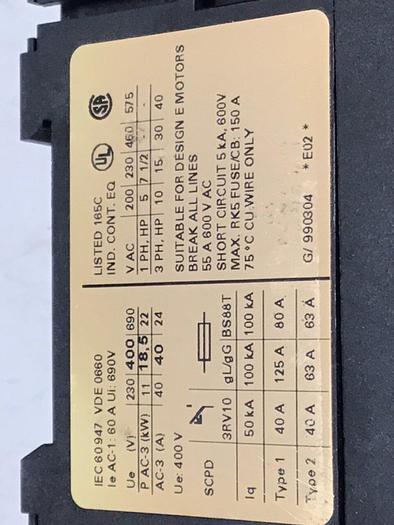 IEC 60947 VDE 0660
Ie AC-1: 60 A Ui: 690V
Ue (V) 230 400 690
P AC-3 (kW) 11 18,5 22
AC-3 (A) 40 40 24
Ue: 400 V
SCPD 3RV10 gL/gG BS88T
Iq 50 kA 100 kA 100 kA
Type 1 40 A 125 A 80 A
Type 2 40 A 63 A 63 A
LISTED 165C
IND. CONT. EQ.
UL
SA
V AC 200 230 460 575
1 PH, HP 5 7 1/2 - -
3 PH, HP 10 15 30 40
SUITABLE FOR DESIGN E MOTORS
BREAK ALL LINES
55 A 600 V AC
SHORT CIRCUIT 5 kA, 600V
MAX. RK5 FUSE/CB: 150 A
75 °C CU WIRE ONLY
G/ 990304 * E02 *